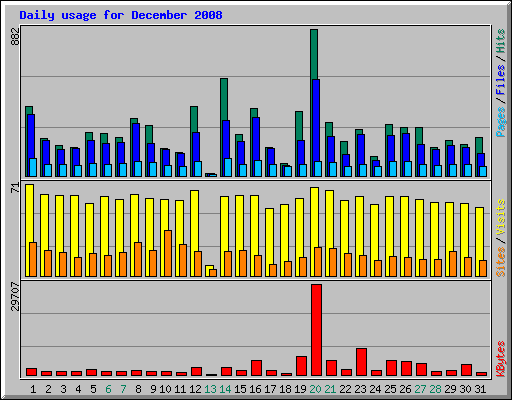 Daily usage for December 2008
882
Pages / Files / Hits
71
Sites / Visits
29707
KBytes
1 2 3 4 5 6 7 8 9 10 11 12 13 14 15 16 17 18 19 20 21 22 23 24 25 26 27 28 29 30 31